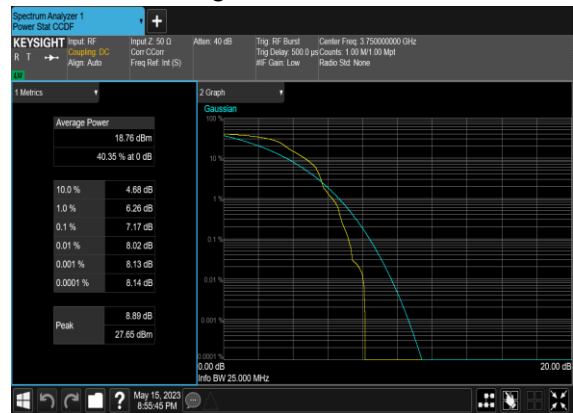 Spectrum Analyzer 1
Power Stat CCDF
KEYSIGHT
R T
LXI
Input: RF
Coupling: DC
Align: Auto
Input Z: 50 Ω
Corr CCorr
Freq Ref: Int (S)
Atten: 40 dB
Trig: RF Burst
Trig Delay: 500.0 µs
#IF Gain: Low
Center Freq: 3.750000000 GHz
Counts: 1.00 M/1.00 Mpt
Radio Std: None
1 Metrics
Average Power
18.76 dBm
40.35 % at 0 dB
10.0 % 4.68 dB
1.0 % 6.26 dB
0.1 % 7.17 dB
0.01 % 8.02 dB
0.001 % 8.13 dB
0.0001 % 8.14 dB
Peak
8.89 dB
27.65 dBm
2 Graph
Gaussian
100 %
10 %
1 %
0.1 %
0.01 %
0.001 %
0.0001 %
0.00 dB 20.00 dB
Info BW 25.000 MHz
?
May 15, 2023
8:55:45 PM